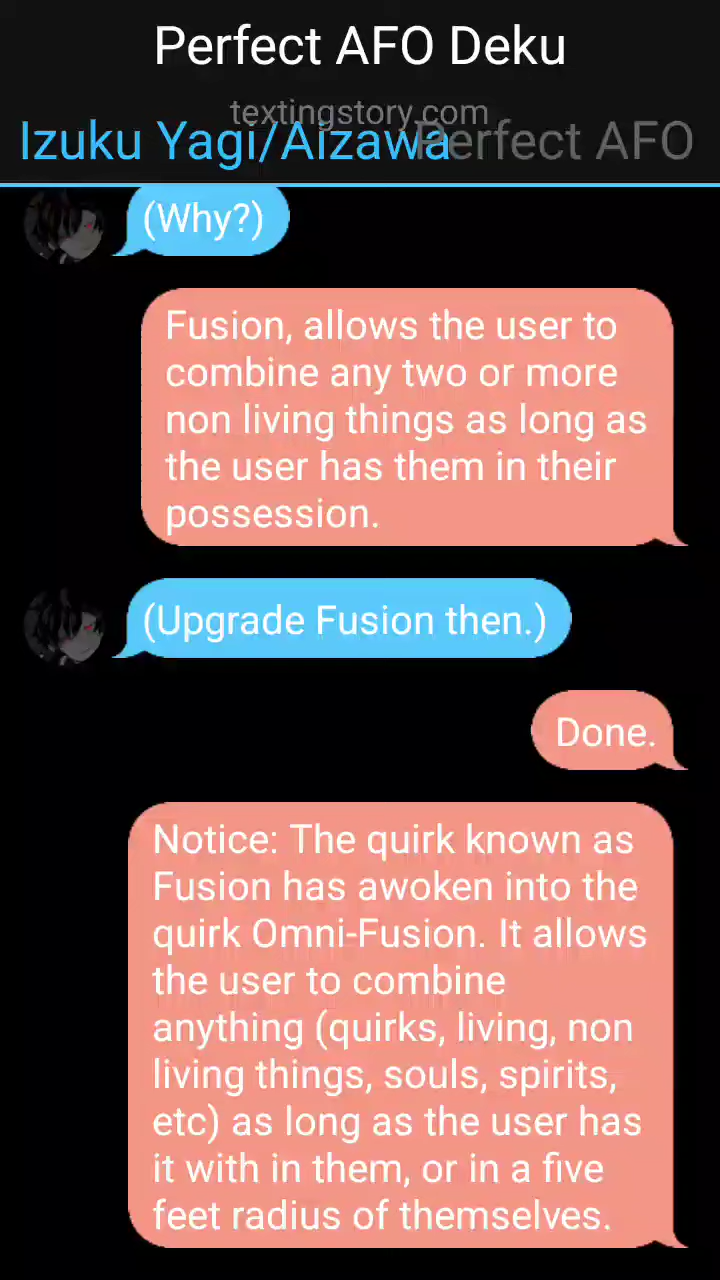 Perfect AFO Deku
textingstory.com
Izuku Yagi/Aizawa
Perfect AFO
(Why?)
Fusion, allows the user to
combine any two or more
non living things as long as
the user has them in their
possession.
(Upgrade Fusion then.)
Done.
Notice: The quirk known as
Fusion has awoken into the
quirk Omni-Fusion. It allows
the user to combine
anything (quirks, living, non
living things, souls, spirits,
etc) as long as the user has
it with in them, or in a five
feet radius of themselves.